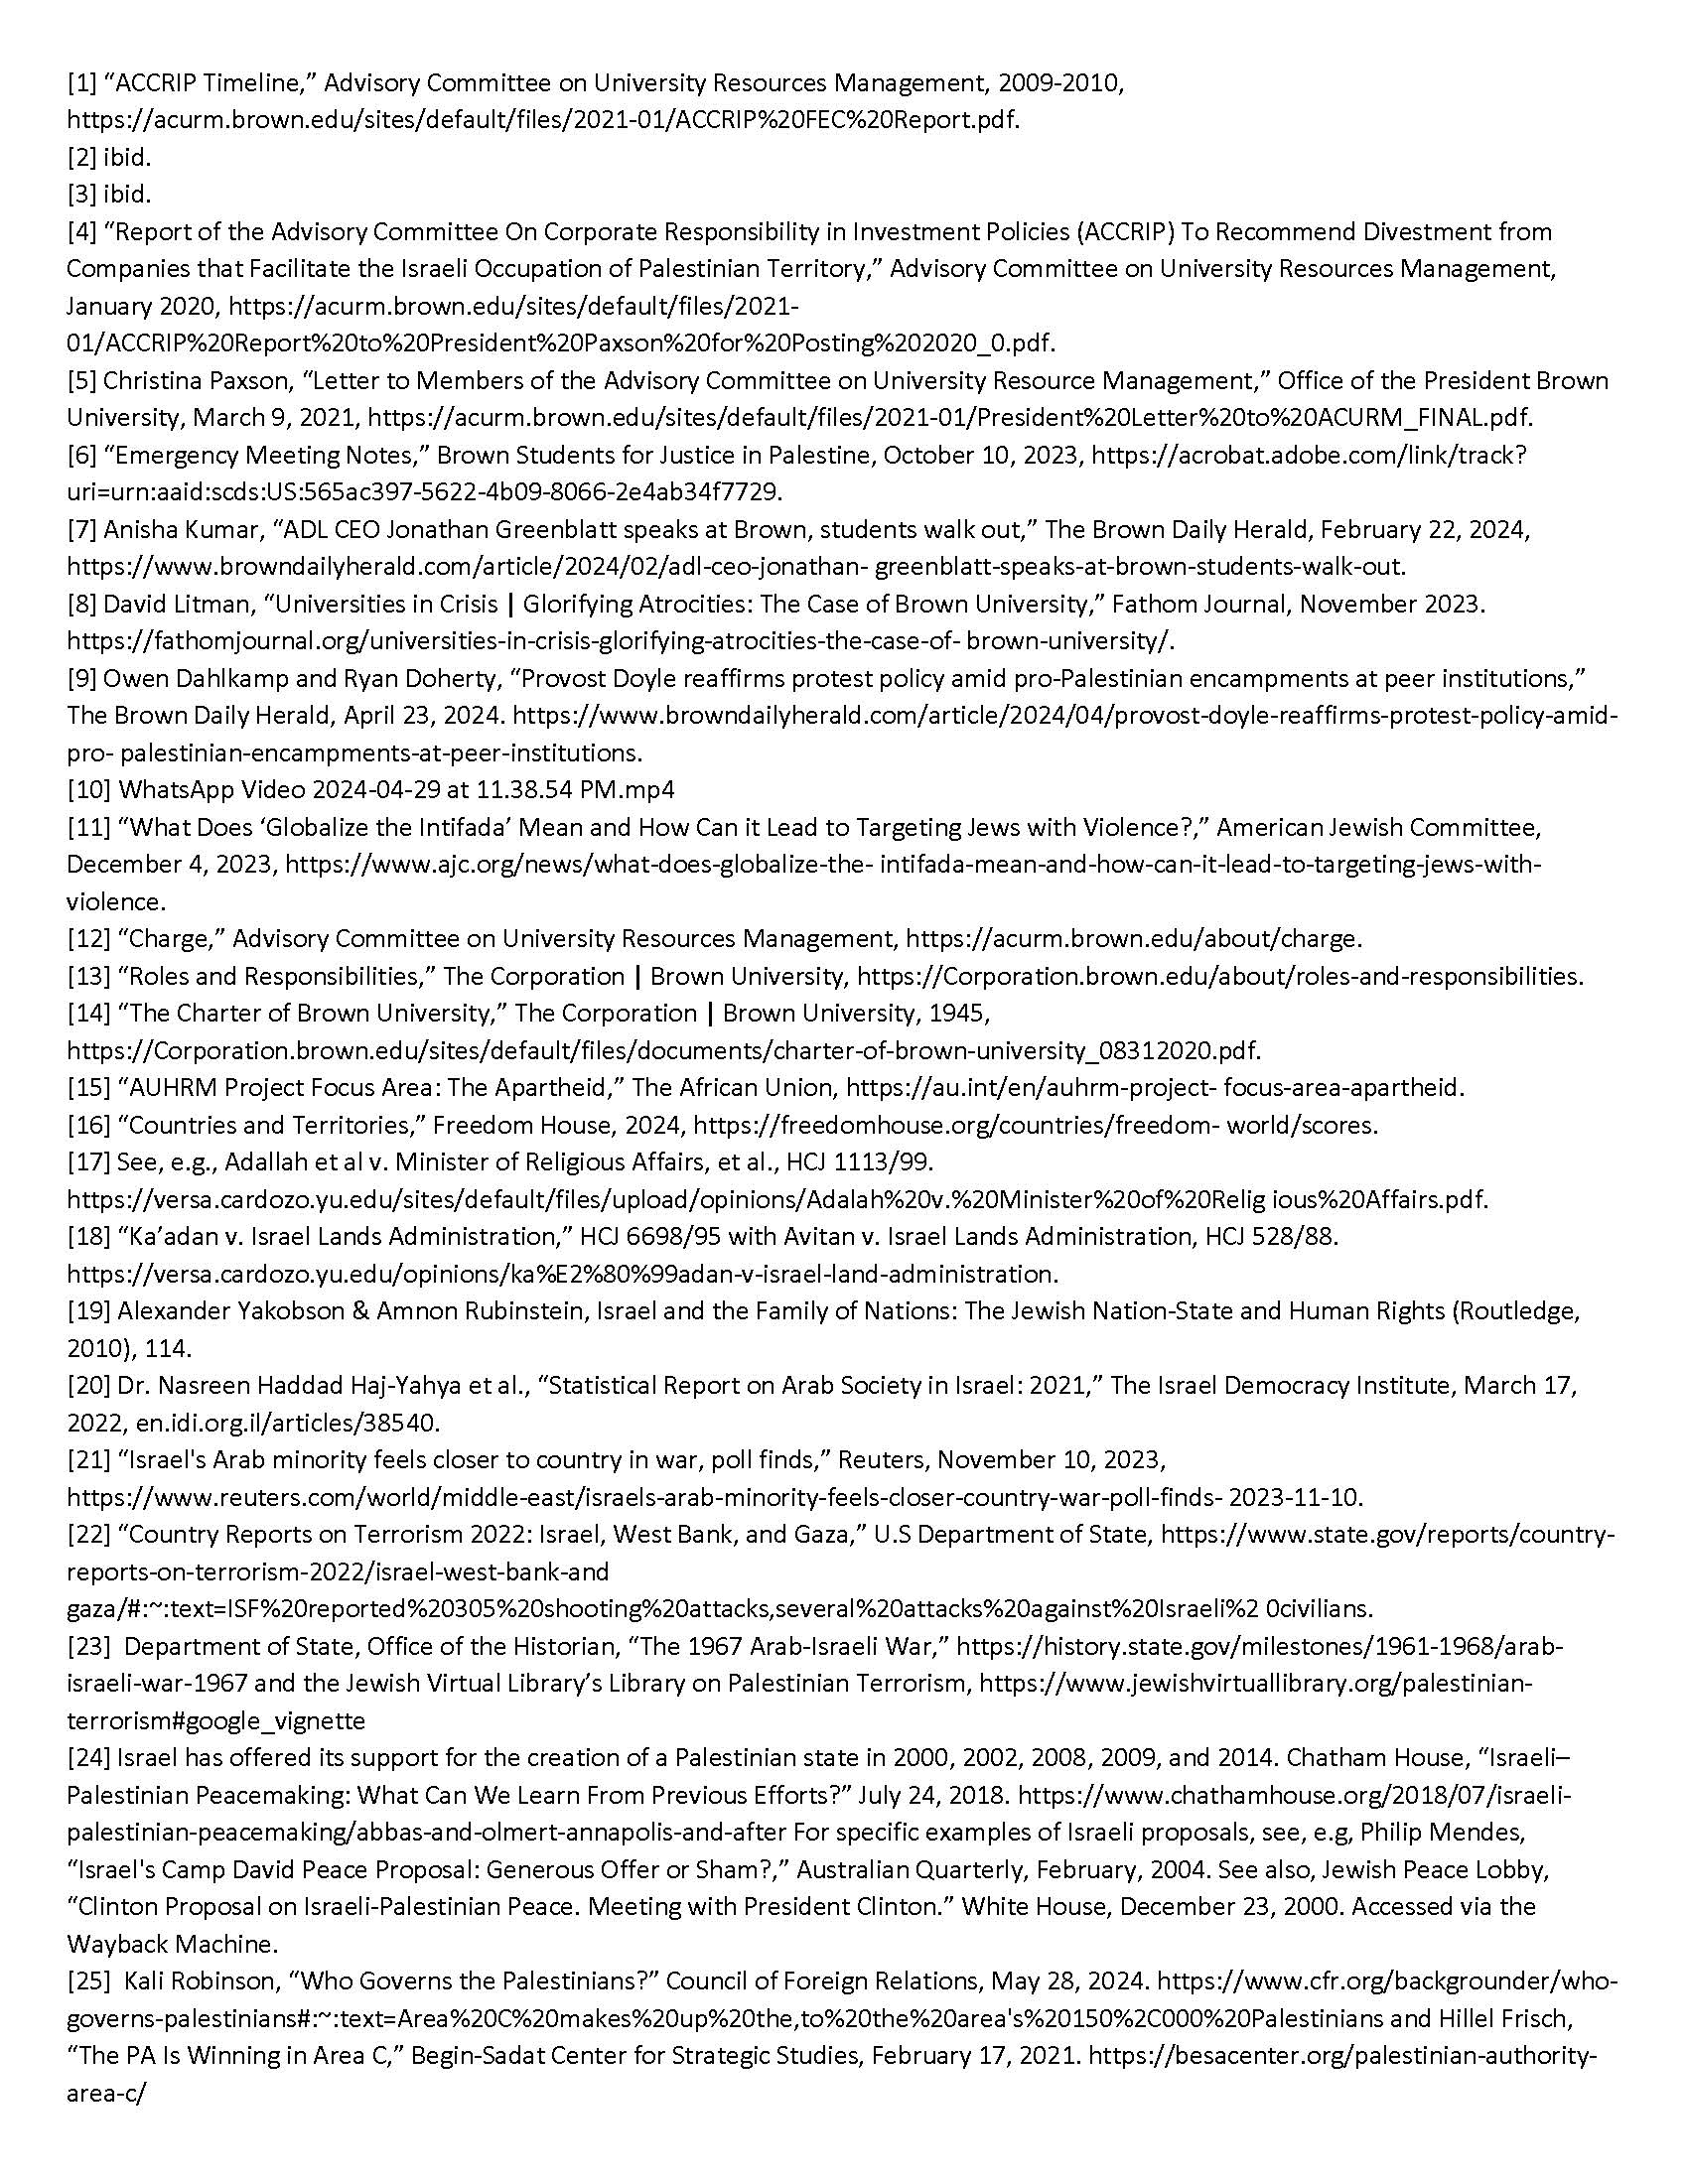 [1] “ACCRIP Timeline,” Advisory Committee on University Resources Management, 2009-2010,
https://acurm.brown.edu/sites/default/files/2021-01/ACCRIP%20FEC%20Report.pdf.
[2] ibid.
[3] ibid.
[4] “Report of the Advisory Committee On Corporate Responsibility in Investment Policies (ACCRIP) To Recommend Divestment from
Companies that Facilitate the Israeli Occupation of Palestinian Territory,” Advisory Committee on University Resources Management,
January 2020, https://acurm.brown.edu/sites/default/files/2021-
01/ACCRIP%20Report%20to%20President%20Paxson%20for%20Posting%202020_0.pdf.
[5] Christina Paxson, “Letter to Members of the Advisory Committee on University Resource Management,” Office of the President Brown
University, March 9, 2021, https://acurm.brown.edu/sites/default/files/2021-01/President%20Letter%20to%20ACURM_FINAL.pdf.
[6] “Emergency Meeting Notes,” Brown Students for Justice in Palestine, October 10, 2023, https://acrobat.adobe.com/link/track?
uri=urn:aaid:scds:US:565ac397-5622-4b09-8066-2e4ab34f7729.
[7] Anisha Kumar, “ADL CEO Jonathan Greenblatt speaks at Brown, students walk out,” The Brown Daily Herald, February 22, 2024,
https://www.browndailyherald.com/article/2024/02/adl-ceo-jonathan- greenblatt-speaks-at-brown-students-walk-out.
[8] David Litman, “Universities in Crisis | Glorifying Atrocities: The Case of Brown University,” Fathom Journal, November 2023.
https://fathomjournal.org/universities-in-crisis-glorifying-atrocities-the-case-of- brown-university/.
[9] Owen Dahlkamp and Ryan Doherty, “Provost Doyle reaffirms protest policy amid pro-Palestinian encampments at peer institutions,”
The Brown Daily Herald, April 23, 2024. https://www.browndailyherald.com/article/2024/04/provost-doyle-reaffirms-protest-policy-amid-
pro- palestinian-encampments-at-peer-institutions.
[10] WhatsApp Video 2024-04-29 at 11.38.54 PM.mp4
[11] “What Does ‘Globalize the Intifada’ Mean and How Can it Lead to Targeting Jews with Violence?,” American Jewish Committee,
December 4, 2023, https://www.ajc.org/news/what-does-globalize-the- intifada-mean-and-how-can-it-lead-to-targeting-jews-with-
violence.
[12] “Charge,” Advisory Committee on University Resources Management, https://acurm.brown.edu/about/charge.
[13] “Roles and Responsibilities,” The Corporation | Brown University, https://Corporation.brown.edu/about/roles-and-responsibilities.
[14] “The Charter of Brown University,” The Corporation | Brown University, 1945,
https://Corporation.brown.edu/sites/default/files/documents/charter-of-brown-university_08312020.pdf.
[15] “AUHRM Project Focus Area: The Apartheid,” The African Union, https://au.int/en/auhrm-project- focus-area-apartheid.
[16] “Countries and Territories,” Freedom House, 2024, https://freedomhouse.org/countries/freedom- world/scores.
[17] See, e.g., Adallah et al v. Minister of Religious Affairs, et al., HCJ 1113/99.
https://versa.cardozo.yu.edu/sites/default/files/upload/opinions/Adalah%20v.%20Minister%20of%20Relig ious%20Affairs.pdf.
[18] “Ka’adan v. Israel Lands Administration,” HCJ 6698/95 with Avitan v. Israel Lands Administration, HCJ 528/88.
https://versa.cardozo.yu.edu/opinions/ka%E2%80%99adan-v-israel-land-administration.
[19] Alexander Yakobson & Amnon Rubinstein, Israel and the Family of Nations: The Jewish Nation-State and Human Rights (Routledge,
2010), 114.
[20] Dr. Nasreen Haddad Haj-Yahya et al., “Statistical Report on Arab Society in Israel: 2021,” The Israel Democracy Institute, March 17,
2022, en.idi.org.il/articles/38540.
[21] “Israel's Arab minority feels closer to country in war, poll finds,” Reuters, November 10, 2023,
https://www.reuters.com/world/middle-east/israels-arab-minority-feels-closer-country-war-poll-finds- 2023-11-10.
[22] “Country Reports on Terrorism 2022: Israel, West Bank, and Gaza,” U.S Department of State, https://www.state.gov/reports/country-
reports-on-terrorism-2022/israel-west-bank-and
gaza/#:~:text=ISF%20reported%20305%20shooting%20attacks,several%20attacks%20against%20Israeli%2 0civilians.
[23]  Department of State, Office of the Historian, “The 1967 Arab-Israeli War,” https://history.state.gov/milestones/1961-1968/arab-
israeli-war-1967 and the Jewish Virtual Library’s Library on Palestinian Terrorism, https://www.jewishvirtuallibrary.org/palestinian-
terrorism#google_vignette
[24] Israel has offered its support for the creation of a Palestinian state in 2000, 2002, 2008, 2009, and 2014. Chatham House, “Israeli–
Palestinian Peacemaking: What Can We Learn From Previous Efforts?” July 24, 2018. https://www.chathamhouse.org/2018/07/israeli-
palestinian-peacemaking/abbas-and-olmert-annapolis-and-after For specific examples of Israeli proposals, see, e.g, Philip Mendes,
“Israel's Camp David Peace Proposal: Generous Offer or Sham?,” Australian Quarterly, February, 2004. See also, Jewish Peace Lobby,
“Clinton Proposal on Israeli-Palestinian Peace. Meeting with President Clinton.” White House, December 23, 2000. Accessed via the
Wayback Machine.
[25]  Kali Robinson, “Who Governs the Palestinians?” Council of Foreign Relations, May 28, 2024. https://www.cfr.org/backgrounder/who-
governs-palestinians#:~:text=Area%20C%20makes%20up%20the,to%20the%20area's%20150%2C000%20Palestinians and Hillel Frisch,
“The PA Is Winning in Area C,” Begin-Sadat Center for Strategic Studies, February 17, 2021. https://besacenter.org/palestinian-authority-
area-c/